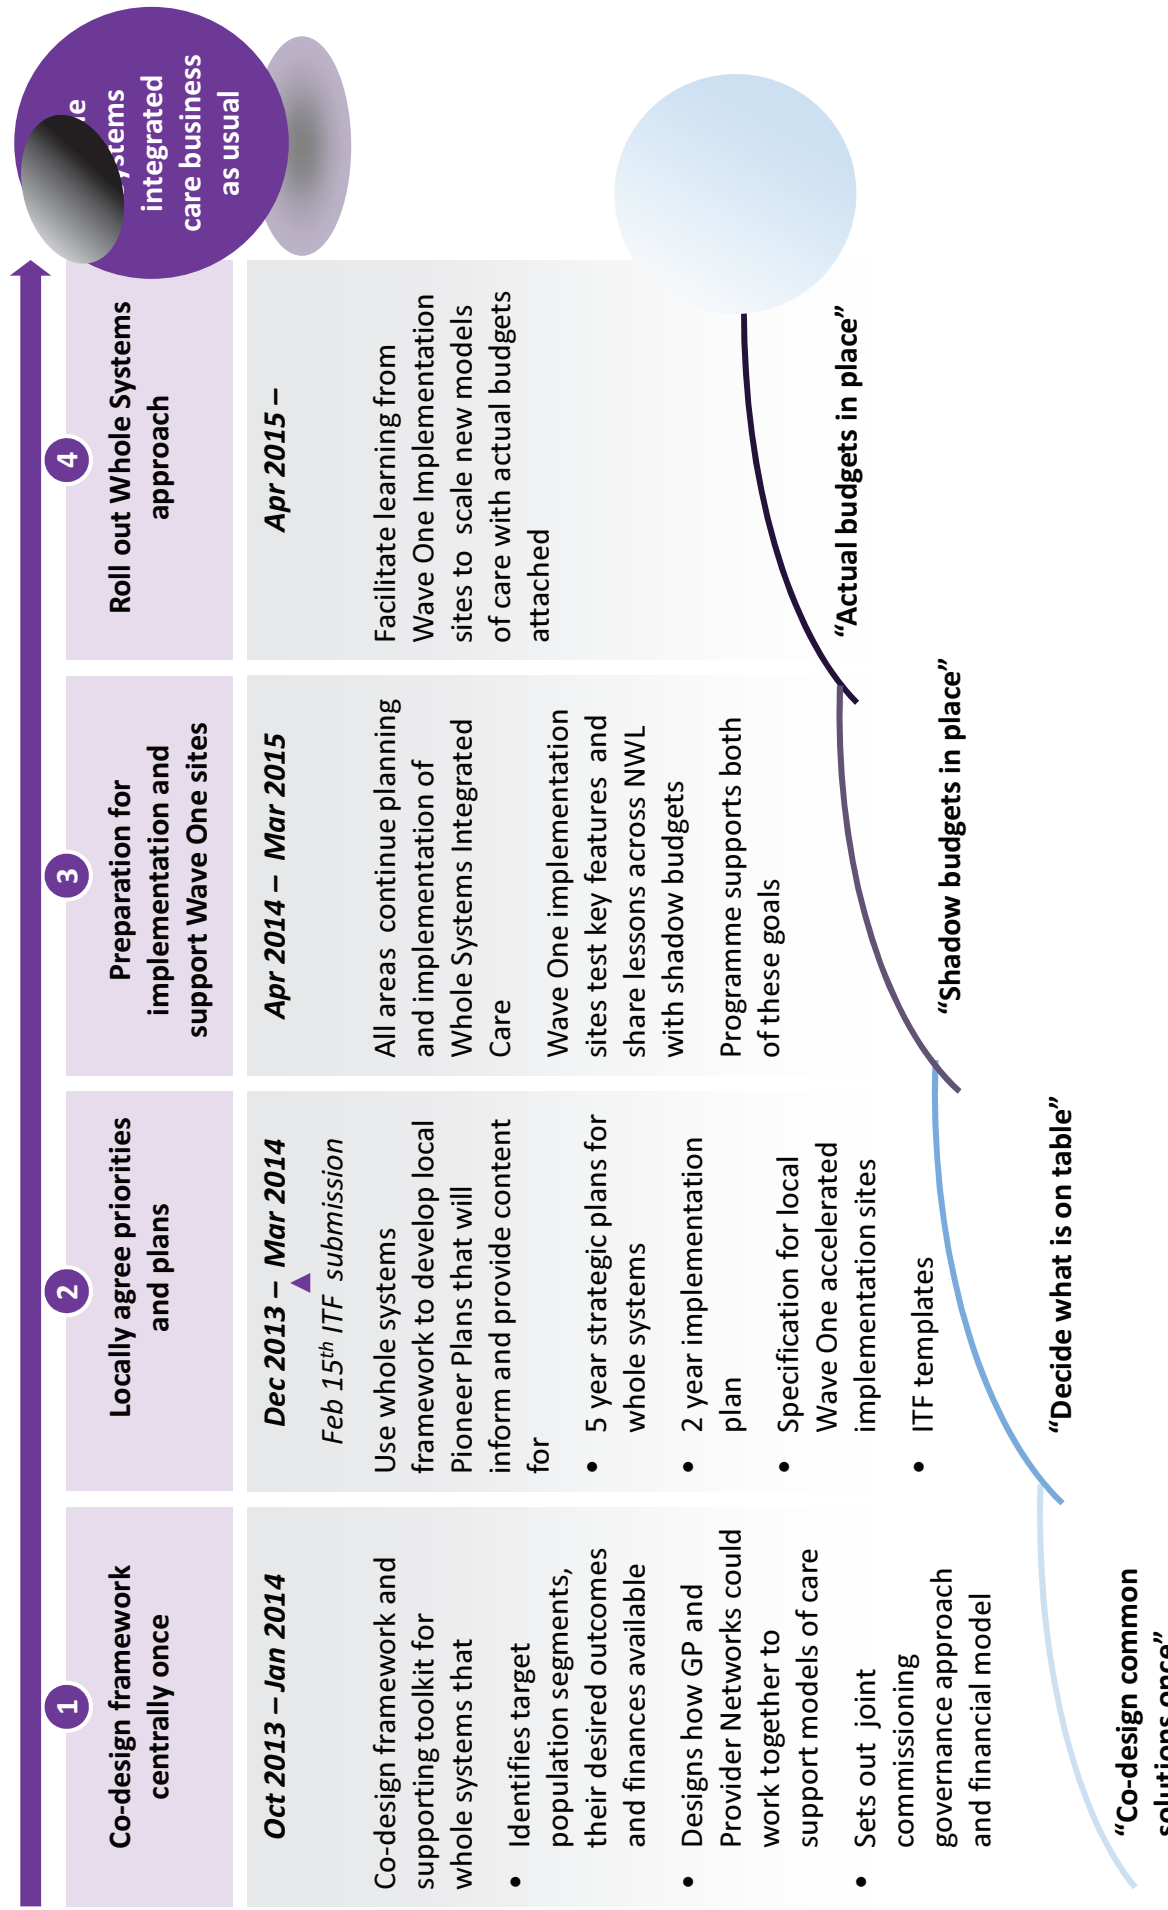 1
Co-design framework
centrally once
Oct 2013 – Jan 2014
Co-design framework and
supporting toolkit for
whole systems that
• Identifies target
population segments,
their desired outcomes
and finances available
• Designs how GP and
Provider Networks could
work together to
support models of care
• Sets out joint
commissioning
governance approach
and financial model
“Co-design common
solutions once”
2
Locally agree priorities
and plans
Dec 2013 – Mar 2014
Feb 15th ITF submission
Use whole systems
framework to develop local
Pioneer Plans that will
inform and provide content
for
• 5 year strategic plans for
whole systems
• 2 year implementation
plan
• Specification for local
Wave One accelerated
implementation sites
• ITF templates
“Decide what is on table”
3
Preparation for
implementation and
support Wave One sites
Apr 2014 – Mar 2015
All areas continue planning
and implementation of
Whole Systems Integrated
Care
Wave One implementation
sites test key features and
share lessons across NWL
with shadow budgets
Programme supports both
of these goals
“Shadow budgets in place”
4
Roll out Whole Systems
approach
Apr 2015 –
Facilitate learning from
Wave One Implementation
sites to scale new models
of care with actual budgets
attached
“Actual budgets in place”
integrated
care business
as usual